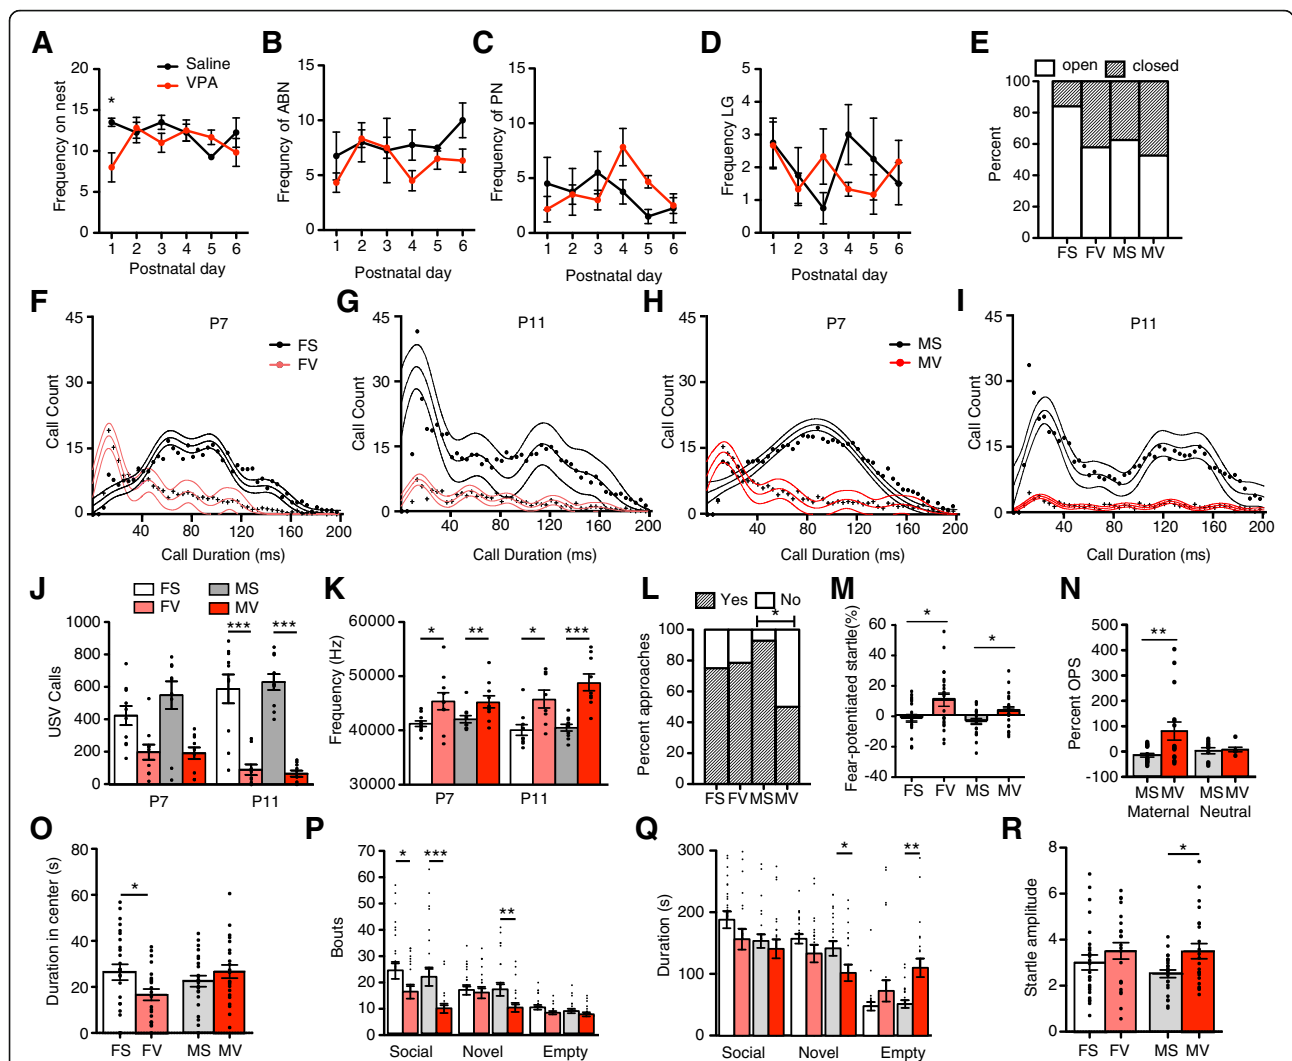 A
B
C
D
E
Saline
VPA
open
closed
Frequency on nest
20
15
10
5
0
*
1 2 3 4 5 6
Postnatal day
Frequency of ABN
15
10
5
0
1 2 3 4 5 6
Postnatal day
Frequency of PN
15
10
5
0
1 2 3 4 5 6
Postnatal day
Frequency LG
5
4
3
2
1
0
1 2 3 4 5 6
Postnatal day
Percent
100
80
60
40
20
0
FS FV MS MV
F
G
H
I
P7
FS
FV
Call Count
45
30
15
0
40 80 120 160 200
Call Duration (ms)
P11
Call Count
45
30
15
0
40 80 120 160 200
Call Duration (ms)
P7
MS
MV
Call Count
45
30
15
0
40 80 120 160 200
Call Duration (ms)
P11
Call Count
45
30
15
0
40 80 120 160 200
Call Duration (ms)
J
FS
MS
FV
MV
USV Calls
1000
800
600
400
200
0
*** ***
P7 P11
K
Frequency (Hz)
60000
50000
40000
30000
* ** * ***
P7 P11
L
Yes
No
*
Percent approaches
100
80
60
40
20
0
FS FV MS MV
M
Fear-potentiated startle(%)
60
40
20
0
-20
-40
* *
FS FV MS MV
N
Percent OPS
500
400
300
200
100
0
-100
**
MS MV MS MV
Maternal Neutral
O
Duration in center (s)
80
60
40
20
0
*
FS FV MS MV
P
Bouts
70
60
50
40
30
20
10
0
* *** **
Social Novel Empty
Q
Duration (s)
300
200
100
0
* **
Social Novel Empty
R
Startle amplitude
8
6
4
2
0
*
FS FV MS MV